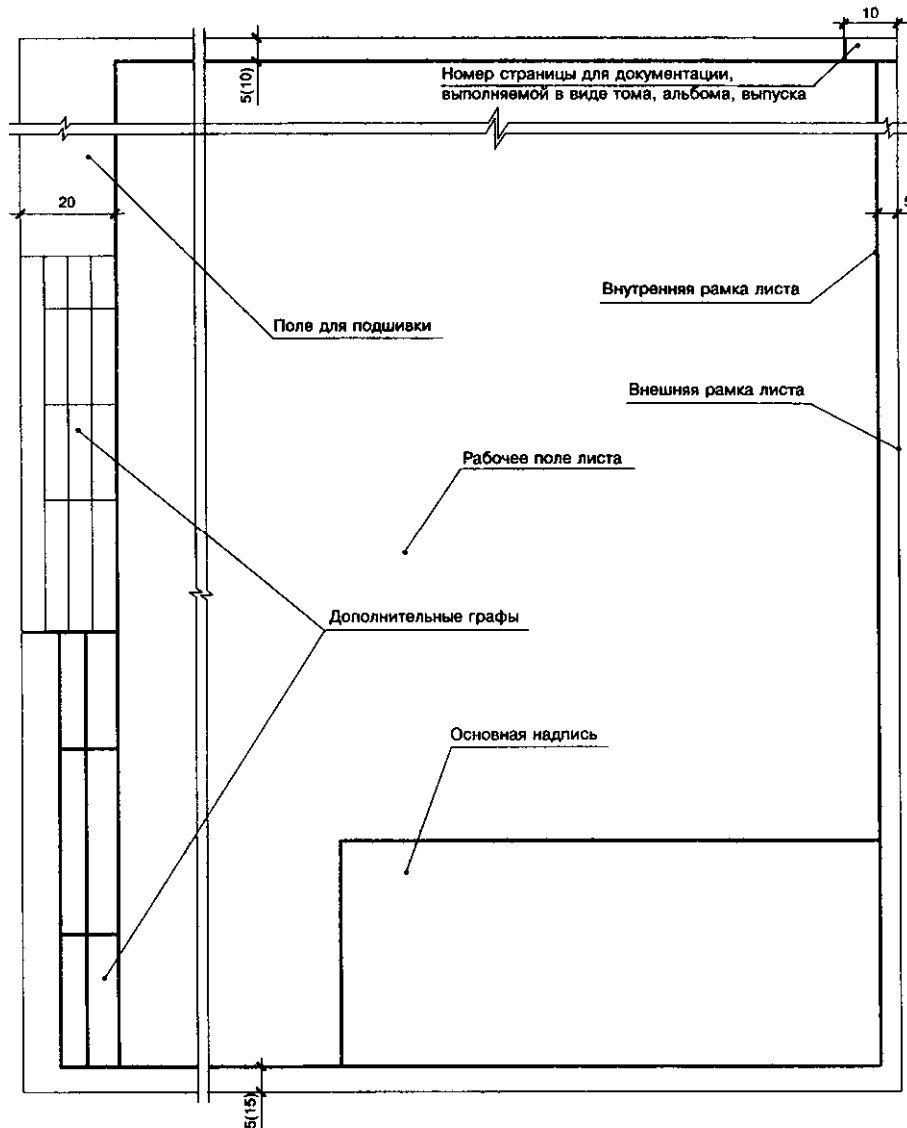 10
5(10)
Номер страницы для документации,
выполняемой в виде тома, альбома, выпуска
20
5
Внутренняя рамка листа
Поле для подшивки
Внешняя рамка листа
Рабочее поле листа
Дополнительные графы
Основная надпись
5(15)